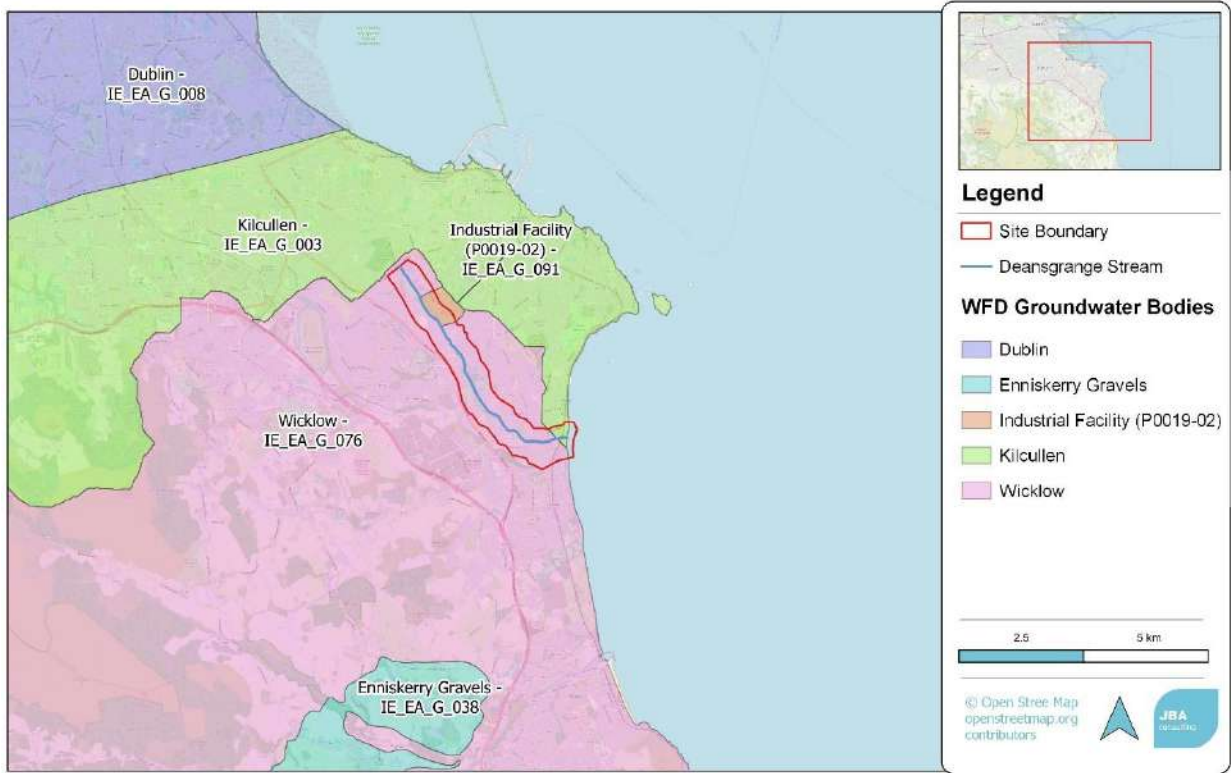 Dublin -
IE_EA_G_008
Kilcullen -
IE_EA_G_003
Industrial Facility
(P0019-02) -
IE_EA_G_091
Wicklow -
IE_EA_G_076
Enniskerry Gravels -
IE_EA_G_038
Legend
Site Boundary
Deansgrange Stream
WFD Groundwater Bodies
Dublin
Enniskerry Gravels
Industrial Facility (P0019-02)
Kilcullen
Wicklow
2.5 5 km
© Open Stree Map
openstreetmap.org
contributors
JBA
consulting